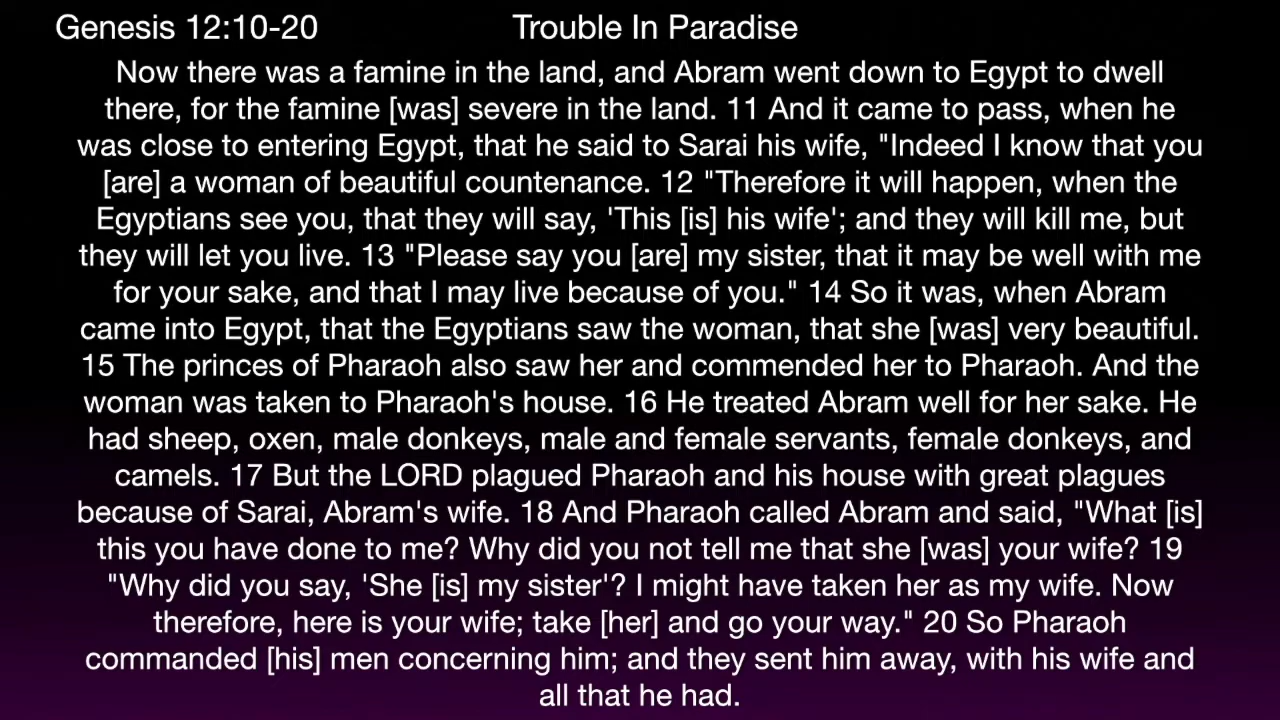 Genesis 12:10-20 Trouble In Paradise
Now there was a famine in the land, and Abram went down to Egypt to dwell
there, for the famine [was] severe in the land. 11 And it came to pass, when he
was close to entering Egypt, that he said to Sarai his wife, "Indeed I know that you
[are] a woman of beautiful countenance. 12 "Therefore it will happen, when the
Egyptians see you, that they will say, 'This [is] his wife'; and they will kill me, but
they will let you live. 13 "Please say you [are] my sister, that it may be well with me
for your sake, and that I may live because of you." 14 So it was, when Abram
came into Egypt, that the Egyptians saw the woman, that she [was] very beautiful.
15 The princes of Pharaoh also saw her and commended her to Pharaoh. And the
woman was taken to Pharaoh's house. 16 He treated Abram well for her sake. He
had sheep, oxen, male donkeys, male and female servants, female donkeys, and
camels. 17 But the LORD plagued Pharaoh and his house with great plagues
because of Sarai, Abram's wife. 18 And Pharaoh called Abram and said, "What [is]
this you have done to me? Why did you not tell me that she [was] your wife? 19
"Why did you say, 'She [is] my sister'? I might have taken her as my wife. Now
therefore, here is your wife; take [her] and go your way." 20 So Pharaoh
commanded [his] men concerning him; and they sent him away, with his wife and
all that he had.